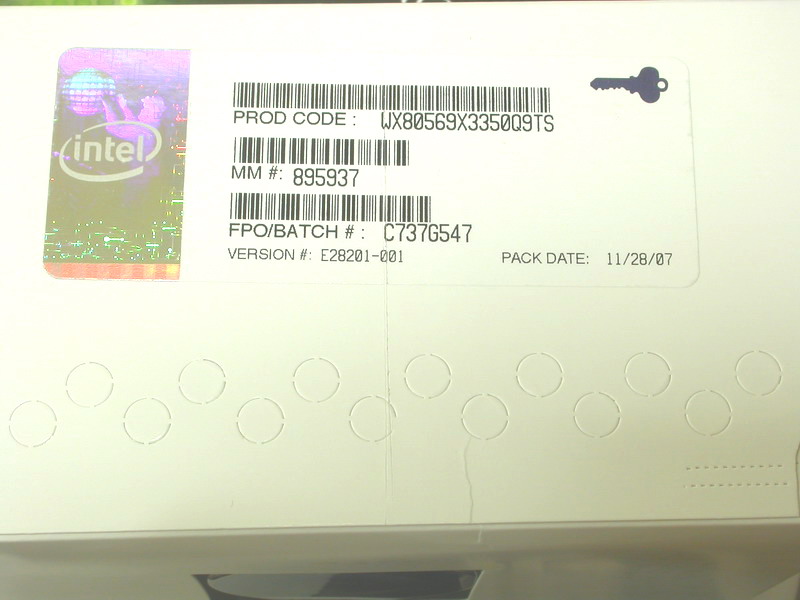 intel
PROD CODE: WX80569X3350Q9TS
MM #: 895937
FPO/BATCH #: C737G547
VERSION #: E28201-001 PACK DATE: 11/28/07